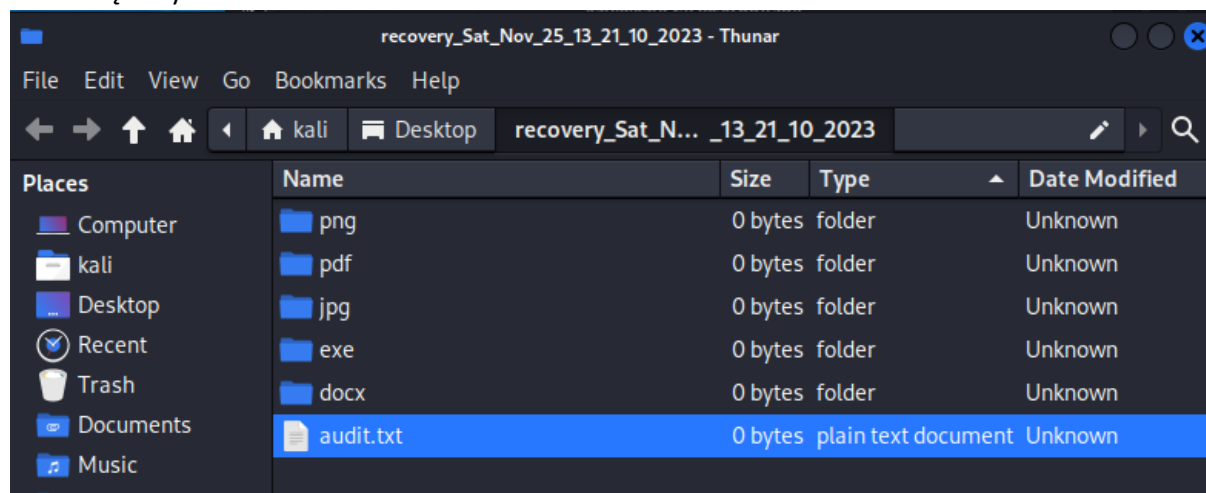 recovery_Sat_Nov_25_13_21_10_2023 - Thunar
File Edit View Go Bookmarks Help
kali Desktop recovery_Sat_N... _13_21_10_2023
Places Name Size Type Date Modified
Computer png 0 bytes folder Unknown
kali pdf 0 bytes folder Unknown
Desktop jpg 0 bytes folder Unknown
Recent exe 0 bytes folder Unknown
Trash docx 0 bytes folder Unknown
Documents audit.txt 0 bytes plain text document Unknown
Music